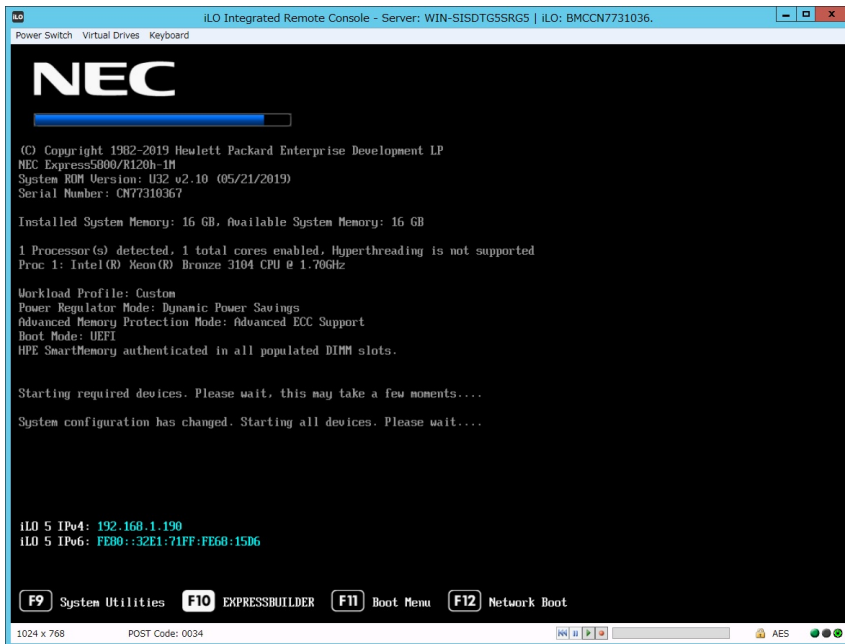 iLO
iLO Integrated Remote Console - Server: WIN-SISDTG5SRG5 | iLO: BMCCN7731036.
Power Switch Virtual Drives Keyboard
NEC
(C) Copyright 1982-2019 Hewlett Packard Enterprise Development LP
NEC Express5800/R120h-1M
System ROM Version: U32 v2.10 (05/21/2019)
Serial Number: CN77310367
Installed System Memory: 16 GB, Available System Memory: 16 GB
1 Processor(s) detected, 1 total cores enabled, Hyperthreading is not supported
Proc 1: Intel(R) Xeon(R) Bronze 3104 CPU @ 1.70GHz
Workload Profile: Custom
Power Regulator Mode: Dynamic Power Savings
Advanced Memory Protection Mode: Advanced ECC Support
Boot Mode: UEFI
HPE SmartMemory authenticated in all populated DIMM slots.
Starting required devices. Please wait, this may take a few moments....
System configuration has changed. Starting all devices. Please wait....
iLO 5 IPv4: 192.168.1.190
iLO 5 IPv6: FE80::32E1:71FF:FE68:15D6
F9 System Utilities F10 EXPRESSBUILDER F11 Boot Menu F12 Network Boot
1024 x 768 POST Code: 0034 AES